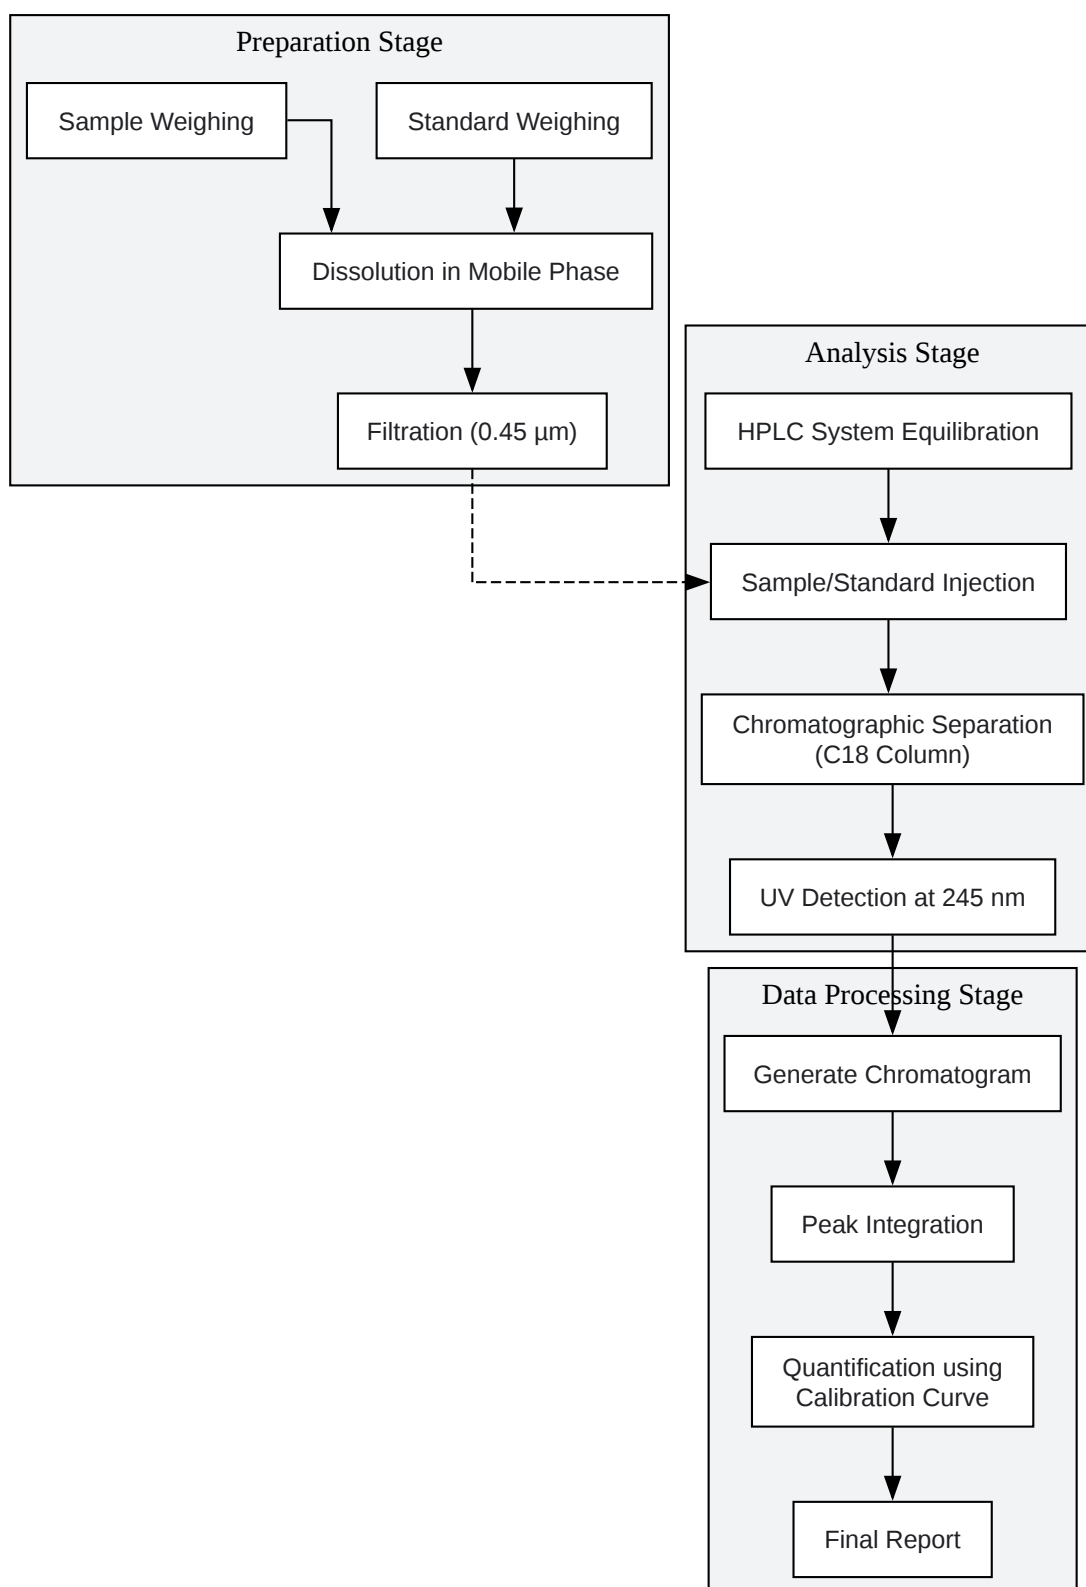 Preparation Stage
Sample Weighing
Standard Weighing
Dissolution in Mobile Phase
Filtration (0.45 µm)
Analysis Stage
HPLC System Equilibration
Sample/Standard Injection
Chromatographic Separation
(C18 Column)
UV Detection at 245 nm
Data Processing Stage
Generate Chromatogram
Peak Integration
Quantification using
Calibration Curve
Final Report